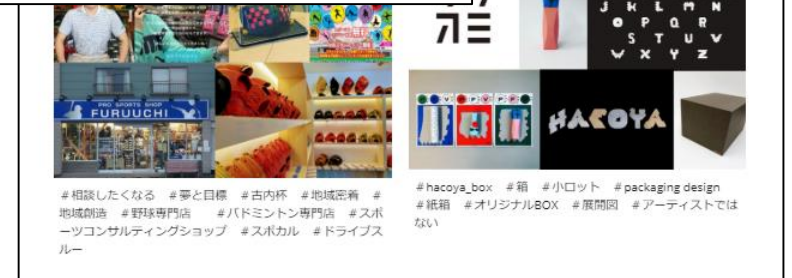 PRO SPORTS SHOP
FURUUCHI
#相談したくなる #夢と目標 #古内杯 #地域密着 #
地域創造 #野球専門店 #バドミントン専門店 #スポ
ーツコンサルティングショップ #スポカル #ドライブス
ルー
J K L M N
O P Q R
S T U V
W X Y Z
HACOYA
#hacoya_box #箱 #小ロット #packaging design
#紙箱 #オリジナルBOX #展開図 #アーティストでは
ない